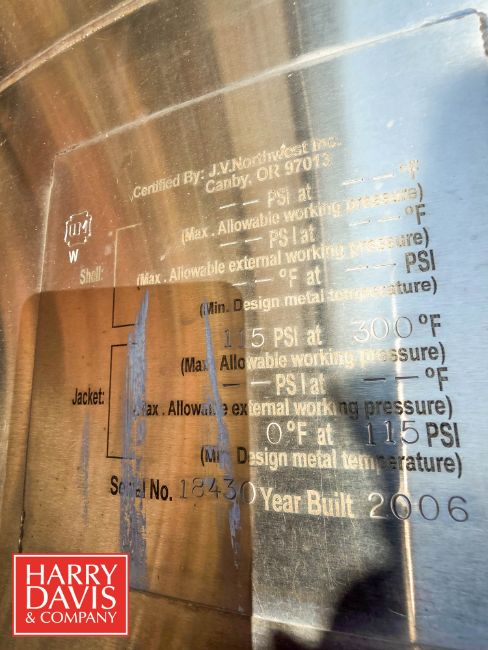 Certified By: J.V.Northwest Inc.
Canby, OR 97013
UM
W
Shell:
-- PSI at -- °F
(Max. Allowable working pressure)
-- PSI at -- °F
(Max. Allowable external working pressure)
-- °F at -- PSI
(Min. Design metal temperature)
Jacket:
115 PSI at 300°F
(Max. Allowable working pressure)
-- PSI at -- °F
(Max. Allowable external working pressure)
0°F at 115 PSI
(Min. Design metal temperature)
Serial No. 18430 Year Built 2006
HARRY
DAVIS
& COMPANY